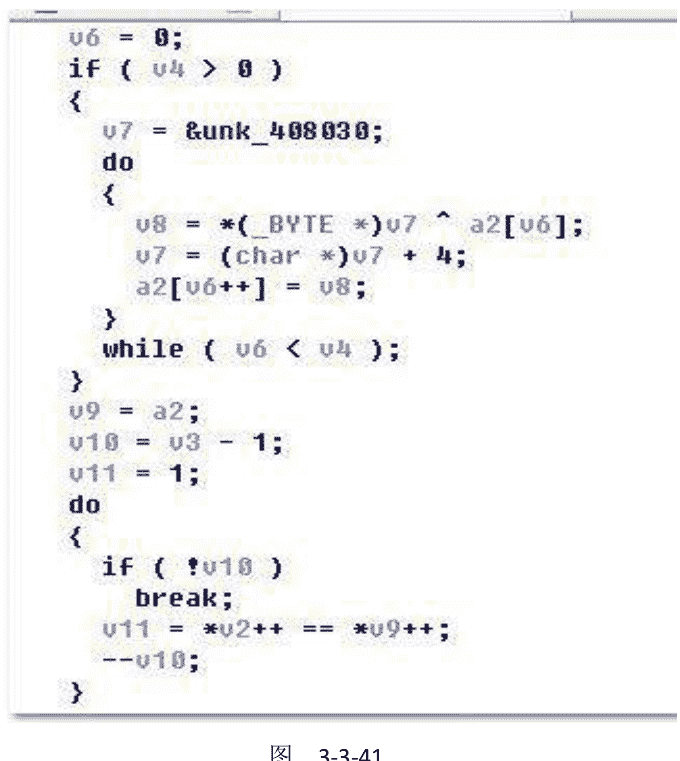 v6 = 0;
if ( v4 > 0 )
{
v7 = &unk_408030;
do
{
v8 = *(_BYTE *)v7 ^ a2[v6];
v7 = (char *)v7 + 4;
a2[v6++] = v8;
}
while ( v6 < v4 );
}
v9 = a2;
v10 = v3 - 1;
v11 = 1;
do
{
if ( !v10 )
break;
v11 = *v2++ == *v9++;
--v10;
}
图 3-3-41